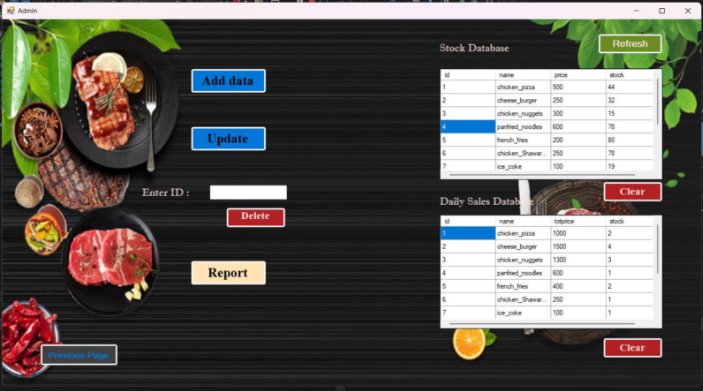 Admin
Stock Database
Refresh
Add data
Update
Enter ID :
Delete
Report
Previous Page
id name price stock
1 chicken_pizza 500 44
2 cheese_burger 250 32
3 chicken_nuggets 300 15
4 panfried_noodles 600 78
5 french_fries 200 80
6 chicken_Shawar... 250 78
7 ice_coke 100 19
Clear
Daily Sales Database
id name totprice stock
1 chicken_pizza 1000 2
2 cheese_burger 1500 4
3 chicken_nuggets 1300 3
4 panfried_noodles 600 1
5 french_fries 400 2
6 chicken_Shawar... 250 1
7 ice_coke 100 1
Clear